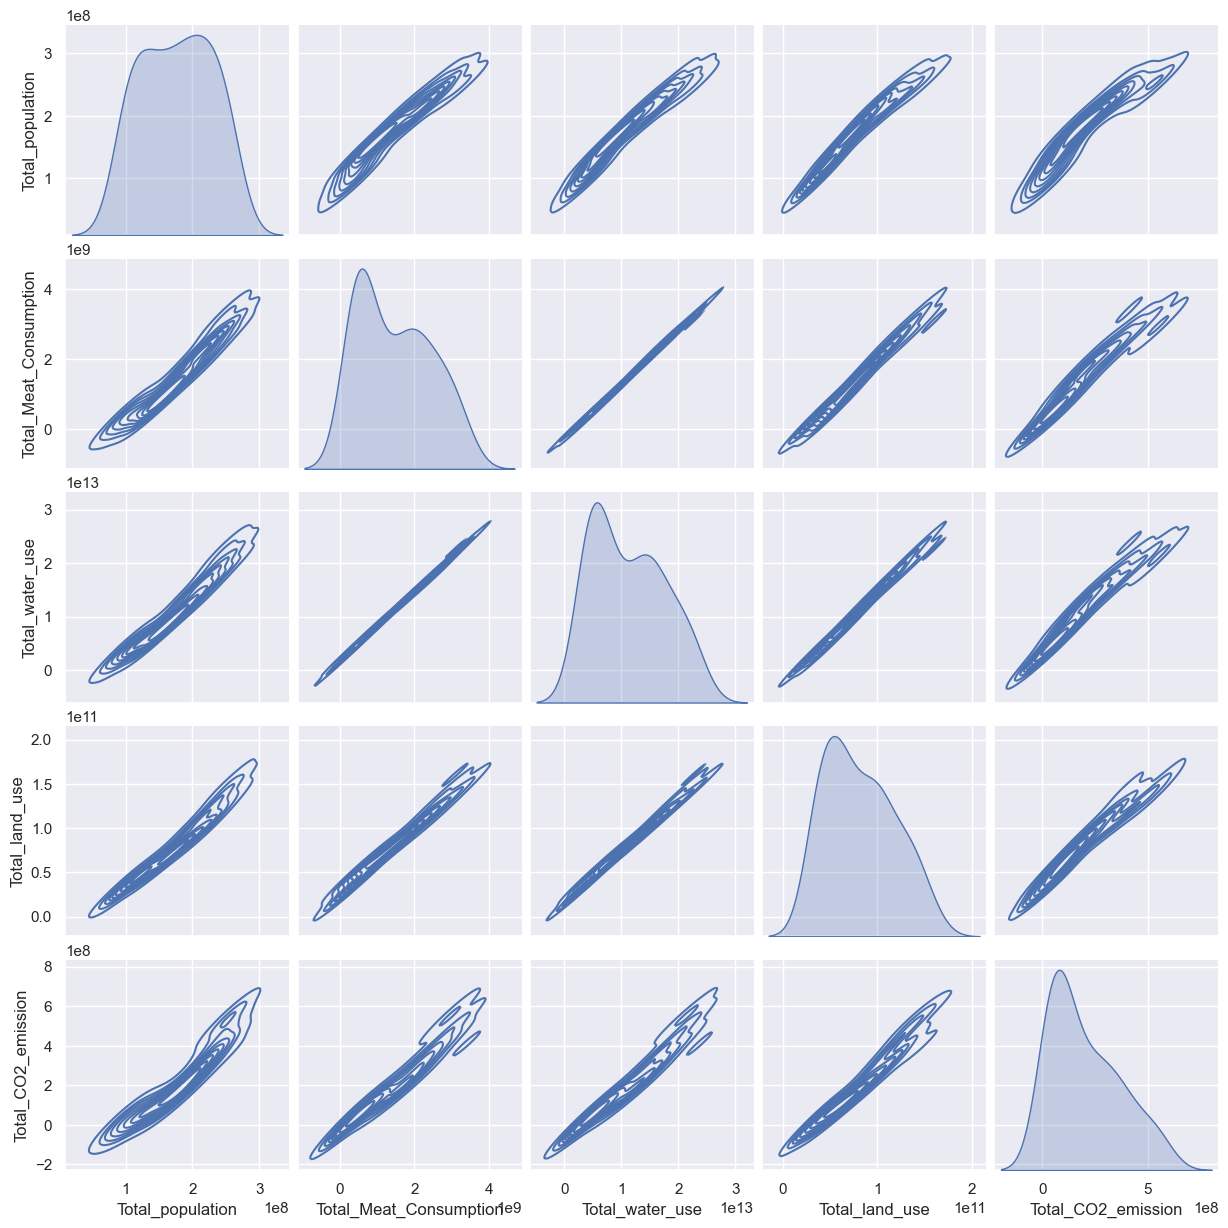 1e8
3
2
1
Total_population
1e9
4
2
0
Total_Meat_Consumption
1e13
3
2
1
0
Total_water_use
1e11
2.0
1.5
1.0
0.5
0.0
Total_land_use
1e8
8
6
4
2
0
−2
Total_CO2_emission
1 2 3 0 2 4 0 1 2 3 0 1 2 0 5
1e8 1e9 1e13 1e11 1e8
Total_population Total_Meat_Consumption Total_water_use Total_land_use Total_CO2_emission